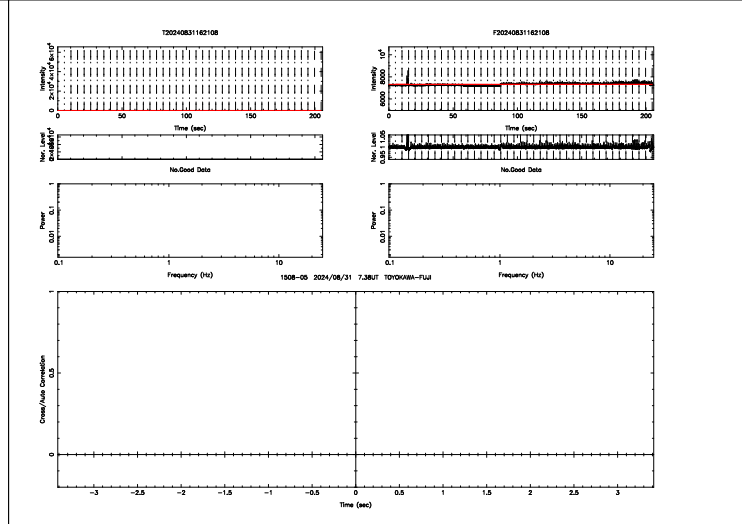 T20240831162108
F20240831162108
Intensity
0 2×10⁴ 4×10⁴ 6×10⁴
0 50 100 150 200
Time (sec)
Intensity
6000 8000 10⁴
0 50 100 150 200
Time (sec)
Nor. Level
Nor. Level
0.95 1 1.05
No.Good Data
No.Good Data
Power
0.01 0.1 1
0.1 1 10
Frequency (Hz)
Power
0.01 0.1 1
0.1 1 10
Frequency (Hz)
1508-05 2024/08/31 7.38UT TOYOKAWA-FUJI
Cross/Auto Correlation
0 0.5 1
-3 -2.5 -2 -1.5 -1 -0.5 0 0.5 1 1.5 2 2.5 3
Time (sec)